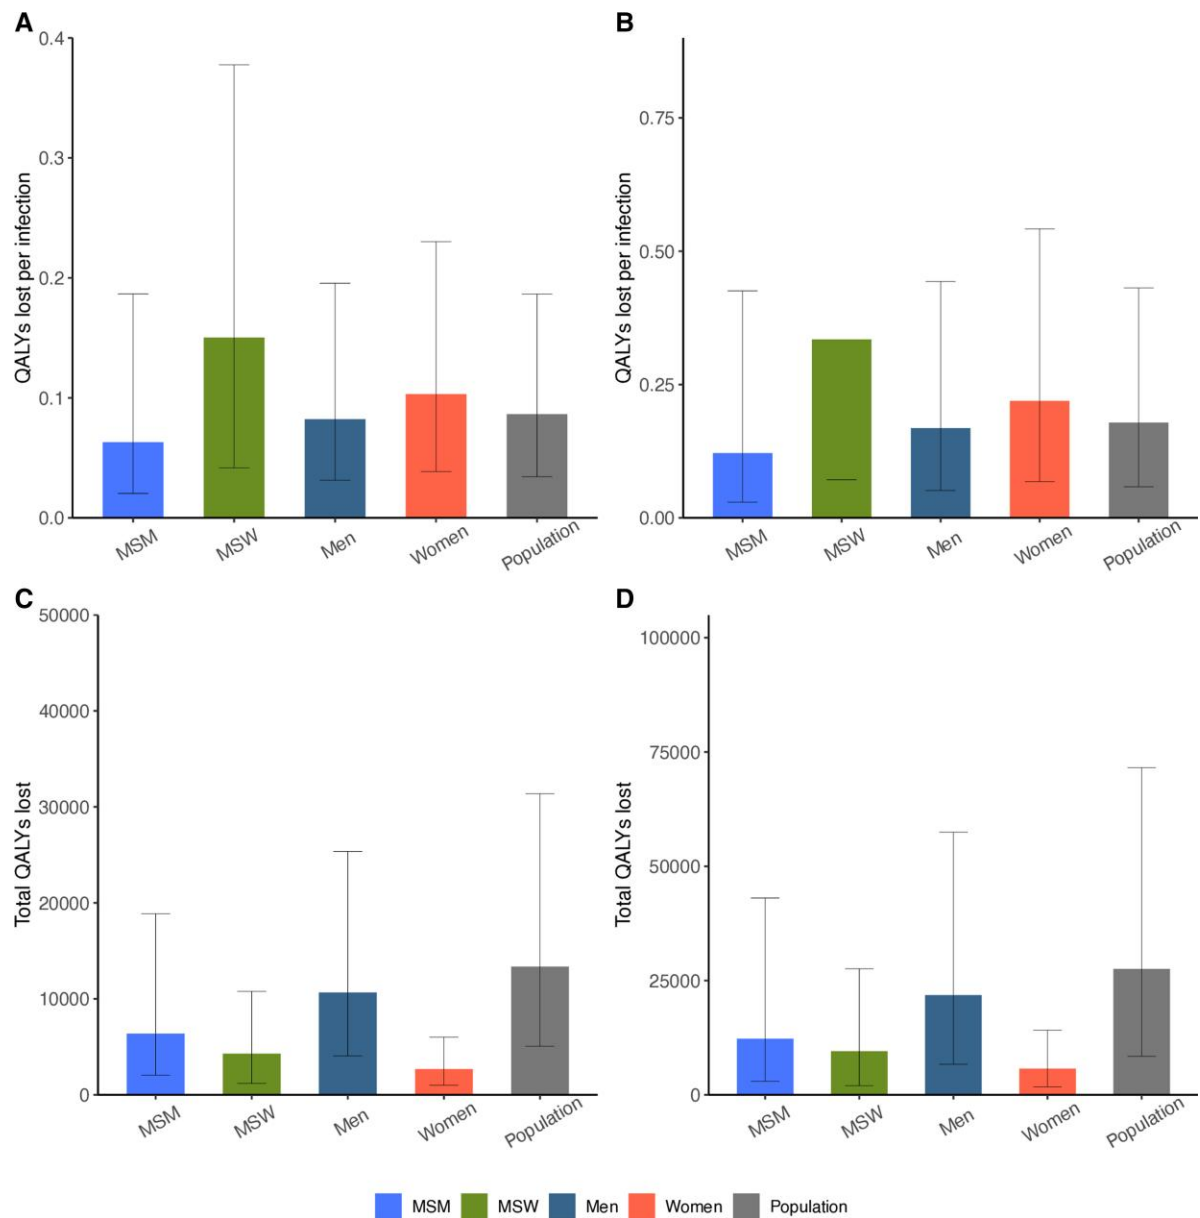 A
QALYs lost per infection
0.4
0.3
0.2
0.1
0.0
MSM
MSW
Men
Women
Population
B
QALYs lost per infection
0.75
0.50
0.25
0.00
MSM
MSW
Men
Women
Population
C
Total QALYs lost
50000
40000
30000
20000
10000
0
MSM
MSW
Men
Women
Population
D
Total QALYs lost
100000
75000
50000
25000
0
MSM
MSW
Men
Women
Population
MSM MSW Men Women Population